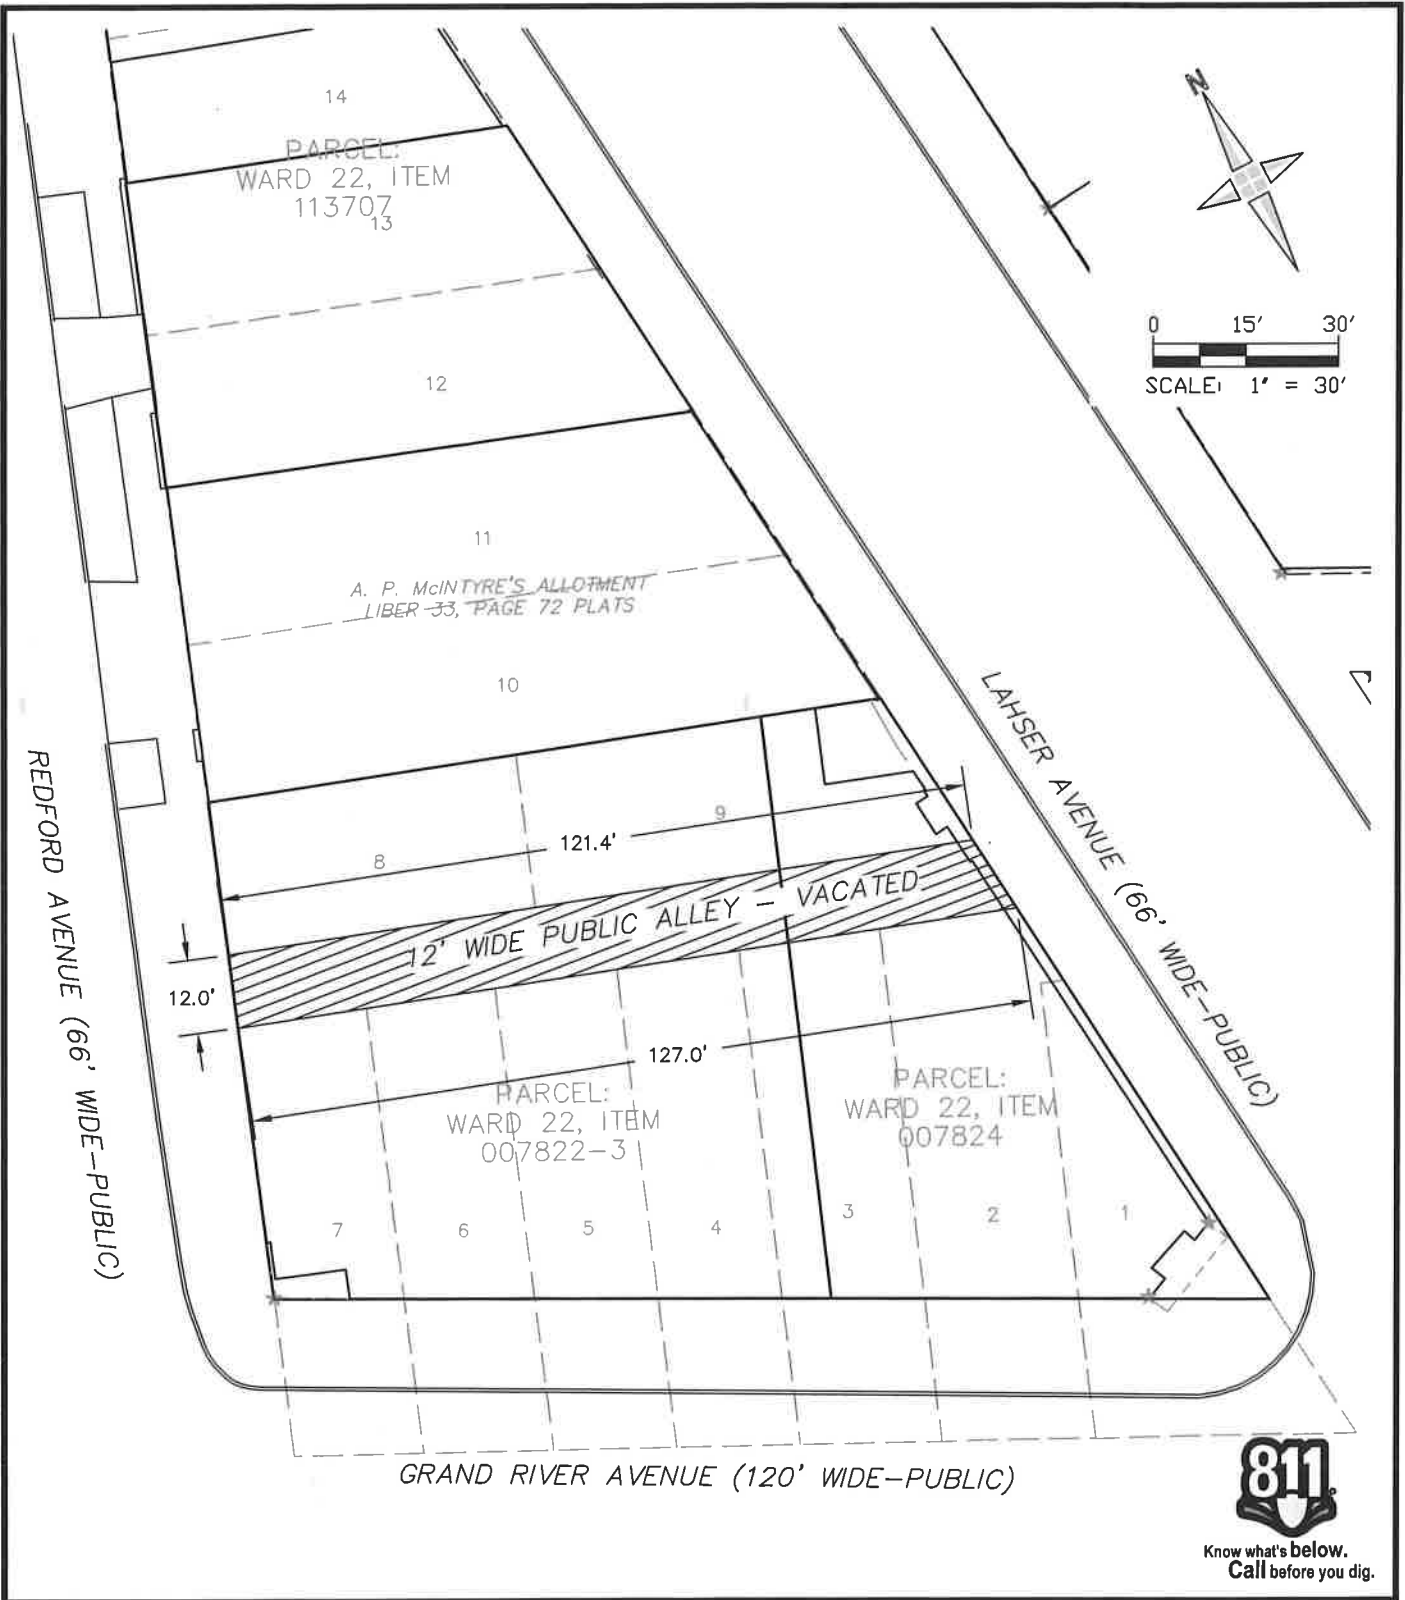 N
14
PARCEL:
WARD 22, ITEM
113707
13
0 15' 30'
SCALE: 1" = 30'
12
11
A. P. McINTYRE'S ALLOTMENT
LIBER 33, PAGE 72 PLATS
10
LAHSER AVENUE (66' WIDE-PUBLIC)
REDFORD AVENUE (66' WIDE-PUBLIC)
9
121.4'
8
12' WIDE PUBLIC ALLEY - VACATED
12.0'
127.0'
PARCEL:
WARD 22, ITEM
007822-3
PARCEL:
WARD 22, ITEM
007824
7 6 5 4 3 2 1
GRAND RIVER AVENUE (120' WIDE-PUBLIC)
811
Know what's below.
Call before you dig.